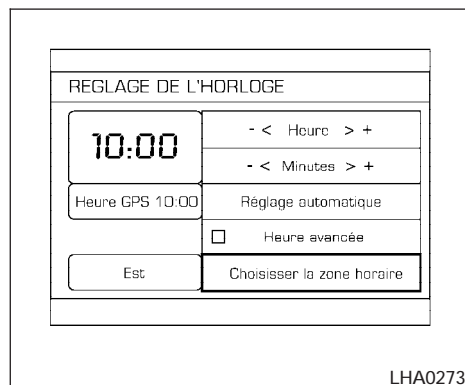 REGLAGE DE L'HORLOGE
10:00
- < Heure > +
- < Minutes > +
Heure GPS 10:00
Réglage automatique
Heure avancée
Est
Choisisser la zone horaire
LHA0273